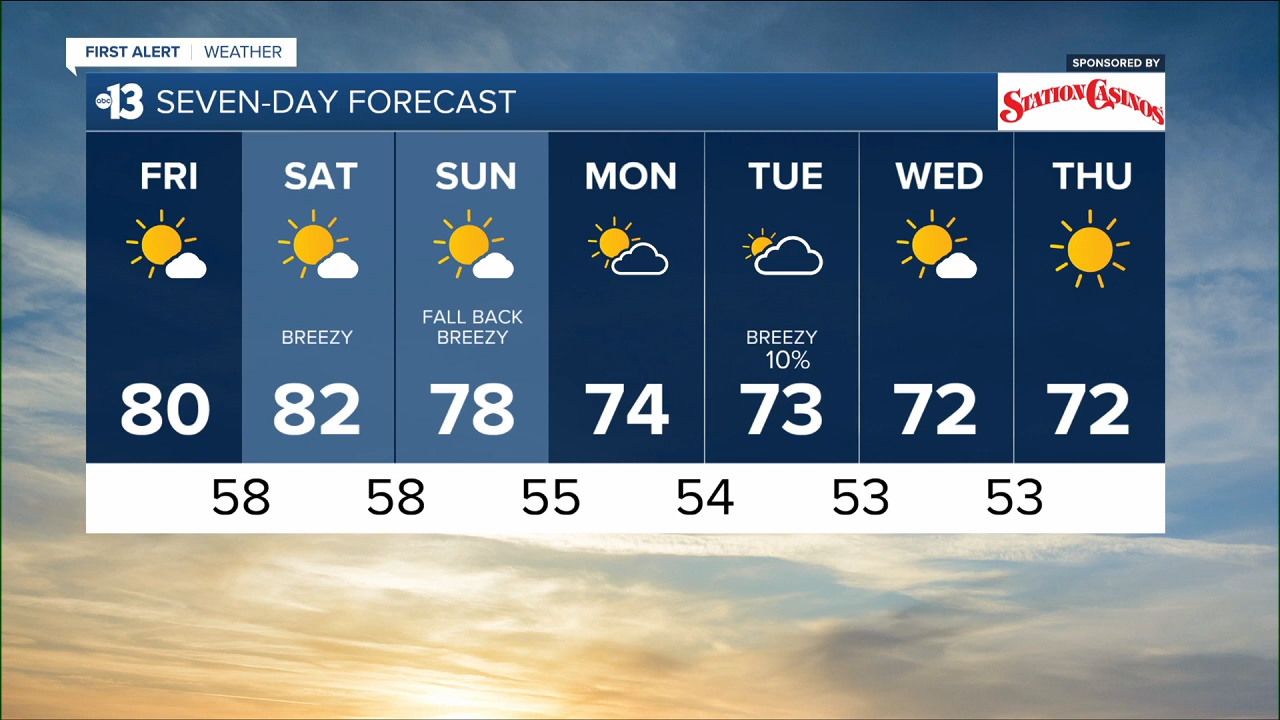 FIRST ALERT | WEATHER
SPONSORED BY
abc 13 SEVEN-DAY FORECAST
STATION CASINOS
FRI SAT SUN MON TUE WED THU
FALL BACK
BREEZY BREEZY BREEZY
10%
80 82 78 74 73 72 72
58 58 55 54 53 53